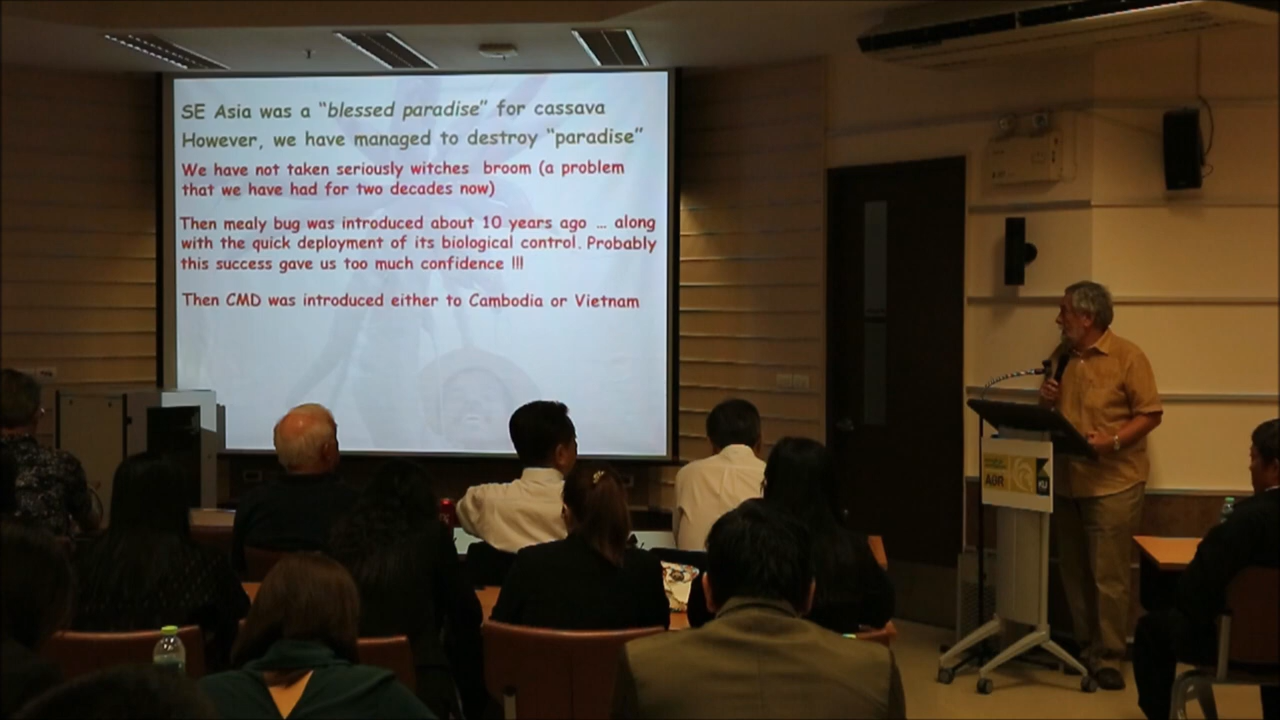 SE Asia was a “blessed paradise” for cassava
However, we have managed to destroy “paradise”
We have not taken seriously witches broom (a problem
that we have had for two decades now)
Then mealy bug was introduced about 10 years ago … along
with the quick deployment of its biological control. Probably
this success gave us too much confidence !!!
Then CMD was introduced either to Cambodia or Vietnam
KU